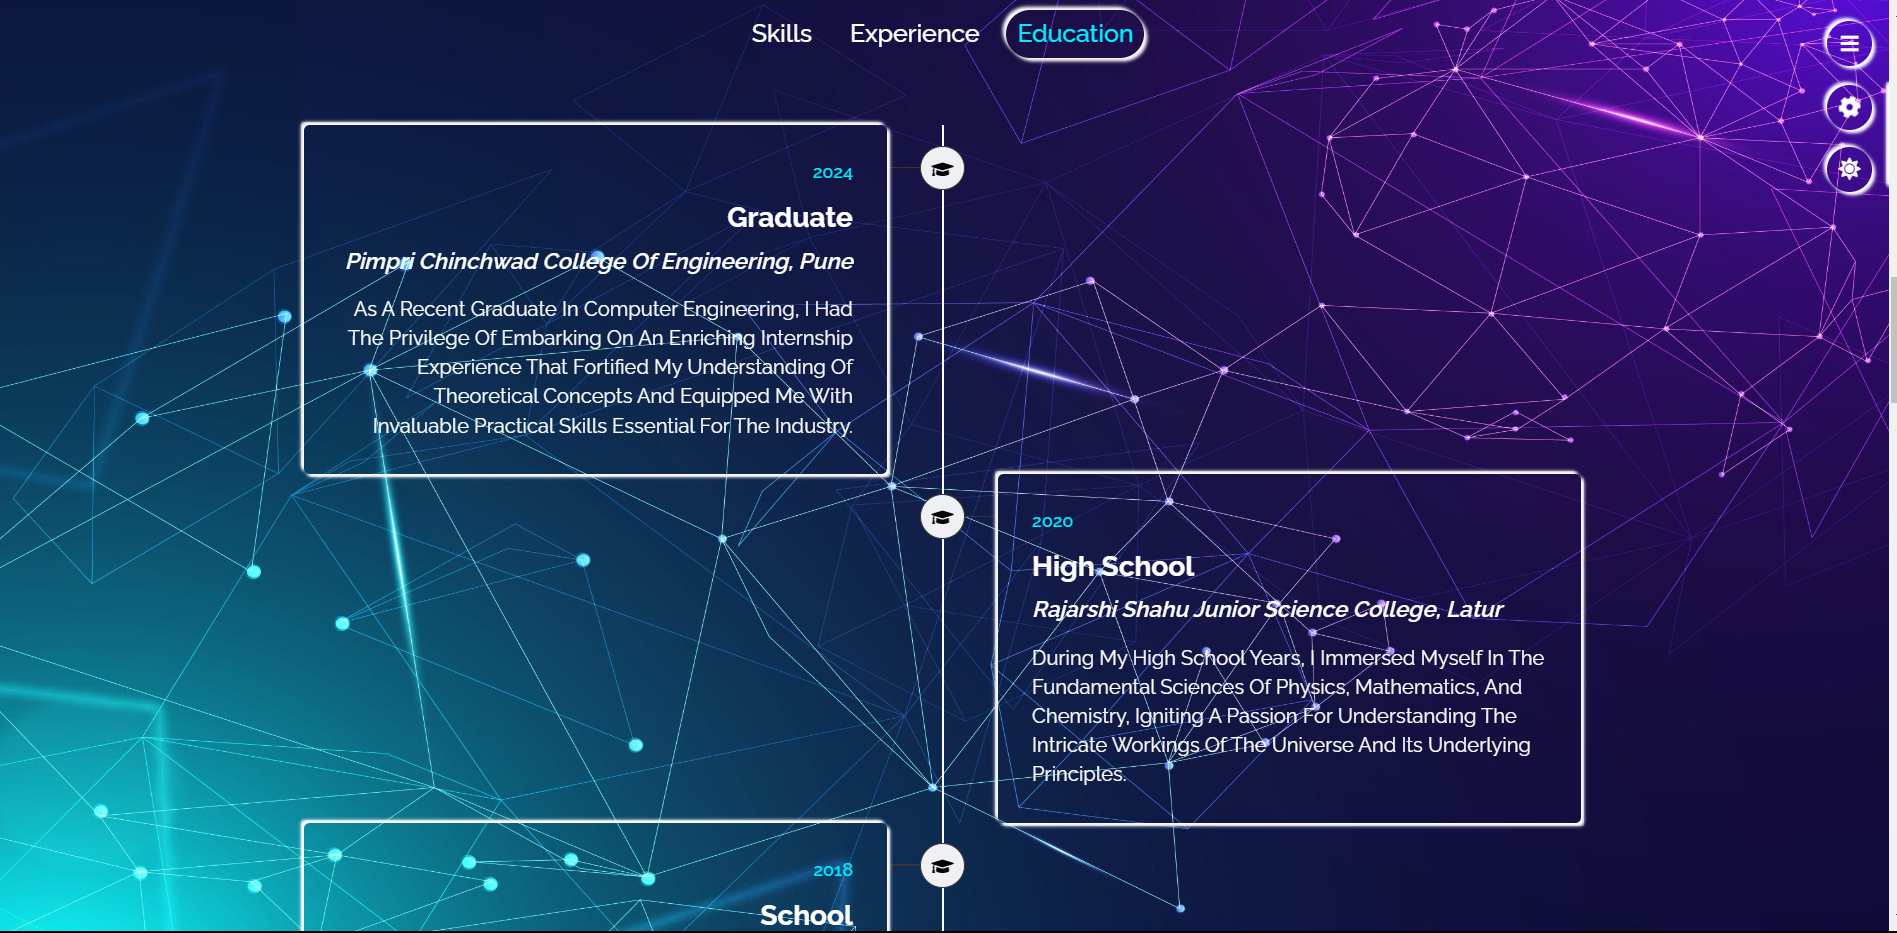 Skills Experience Education
2024
Graduate
Pimpri Chinchwad College Of Engineering, Pune
As A Recent Graduate In Computer Engineering, I Had
The Privilege Of Embarking On An Enriching Internship
Experience That Fortified My Understanding Of
Theoretical Concepts And Equipped Me With
Invaluable Practical Skills Essential For The Industry.
2020
High School
Rajarshi Shahu Junior Science College, Latur
During My High School Years, I Immersed Myself In The
Fundamental Sciences Of Physics, Mathematics, And
Chemistry, Igniting A Passion For Understanding The
Intricate Workings Of The Universe And Its Underlying
Principles.
2018
School